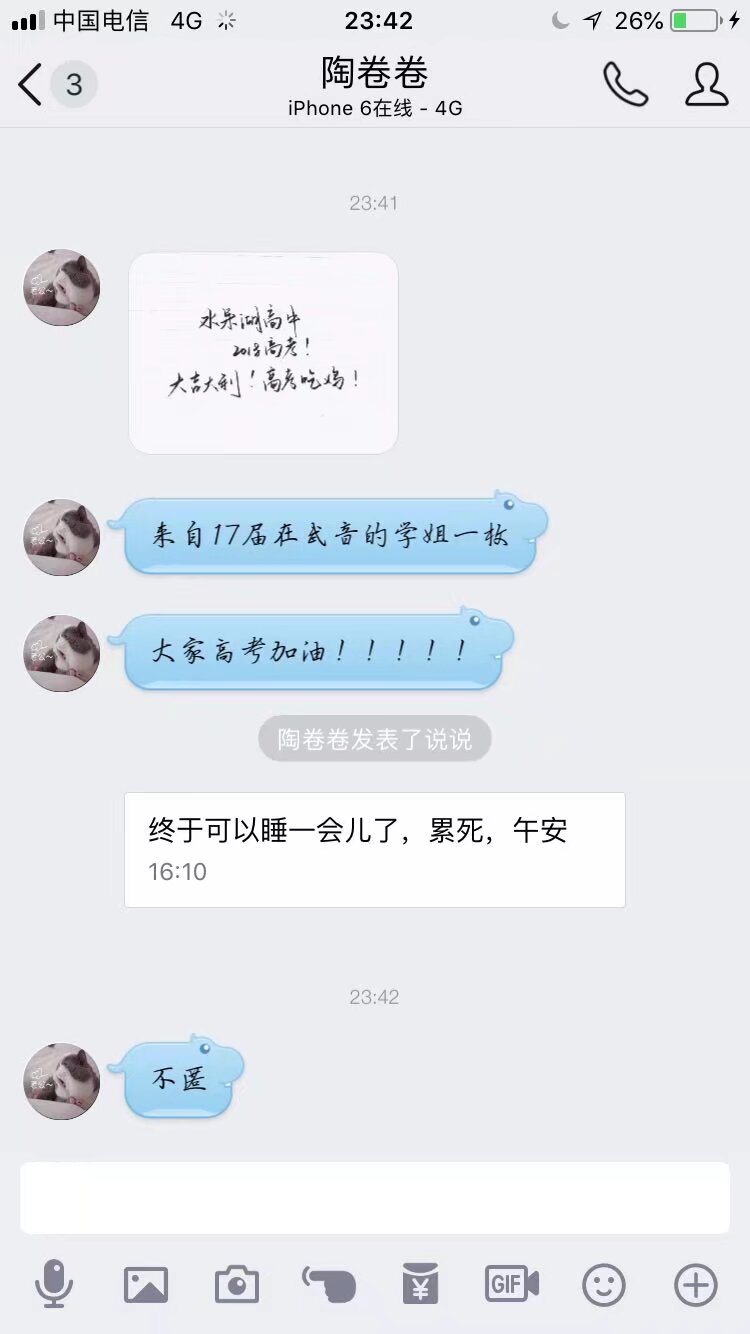 中国电信 4G 23:42 26%
3 陶卷卷
iPhone 6在线 - 4G
23:41
水果湖高中
2018高考！
大吉大利！高考吃鸡！
来自17届在武音的学姐一枚
大家高考加油！！！！！
陶卷卷发表了说说
终于可以睡一会儿了，累死，午安
16:10
23:42
不匿
GIF